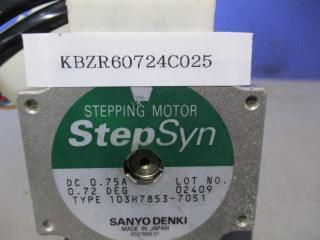 KBZR60724C025
STEPPING MOTOR
StepSyn
DC 0.75A LOT NO.
0.72 DEG 02409
TYPE 103H7853-7051
SANYO DENKI
MADE IN JAPAN